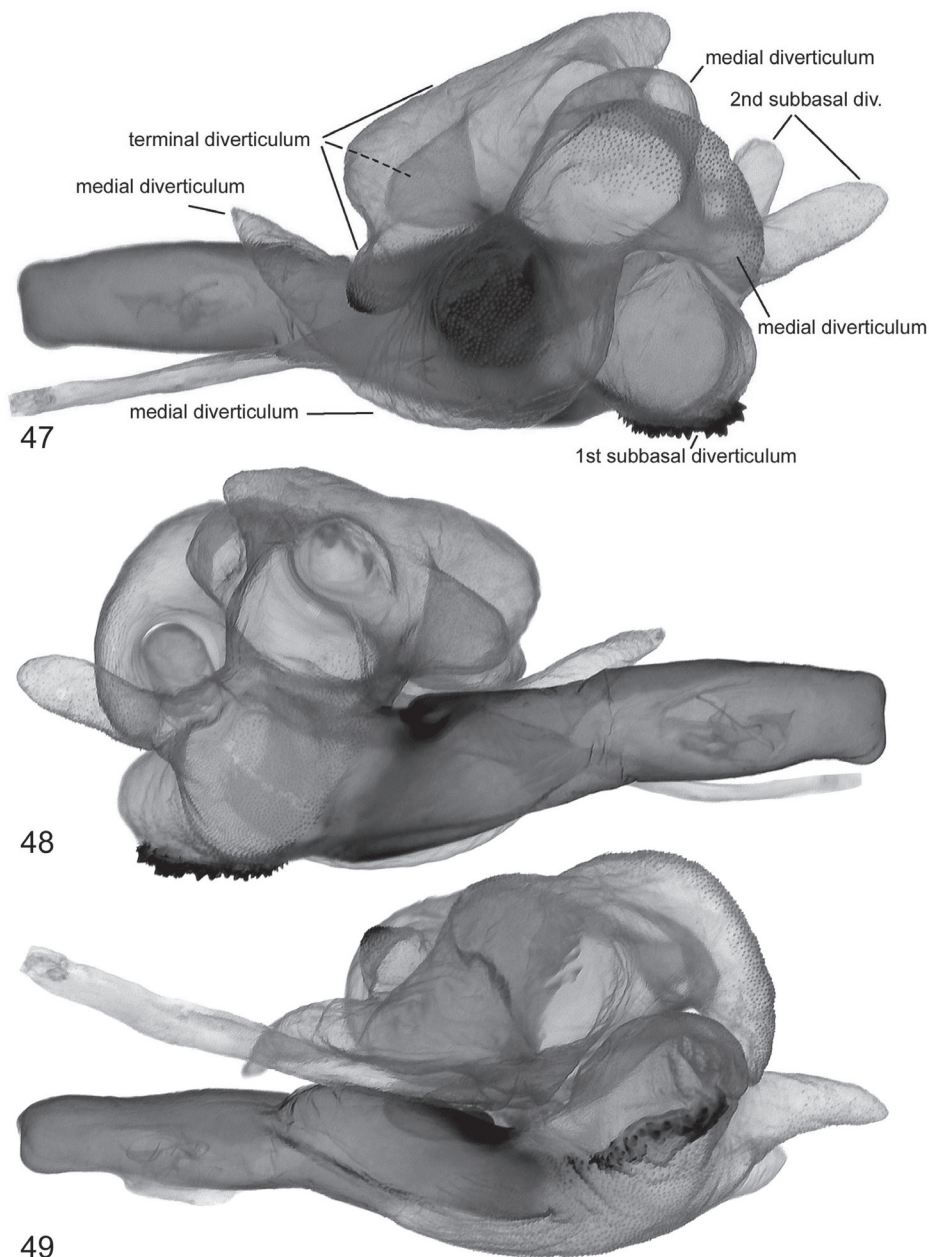 medial diverticulum
2nd subbasal div.
terminal diverticulum
medial diverticulum
medial diverticulum
medial diverticulum
47
1st subbasal diverticulum
48
49